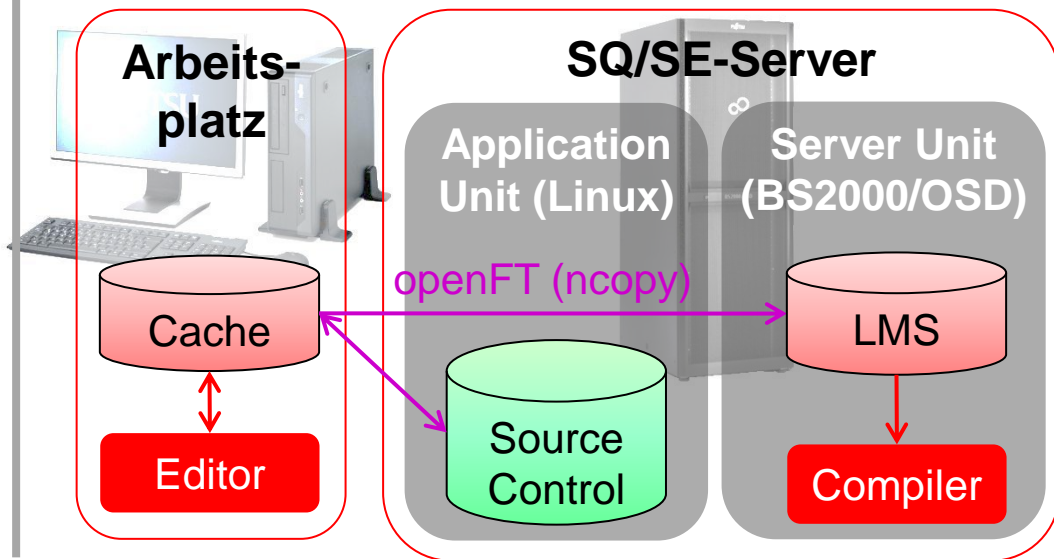 Arbeits-
platz
SQ/SE-Server
Application
Unit (Linux)
Server Unit
(BS2000/OSD)
openFT (ncopy)
Cache
LMS
Source
Control
Editor
Compiler